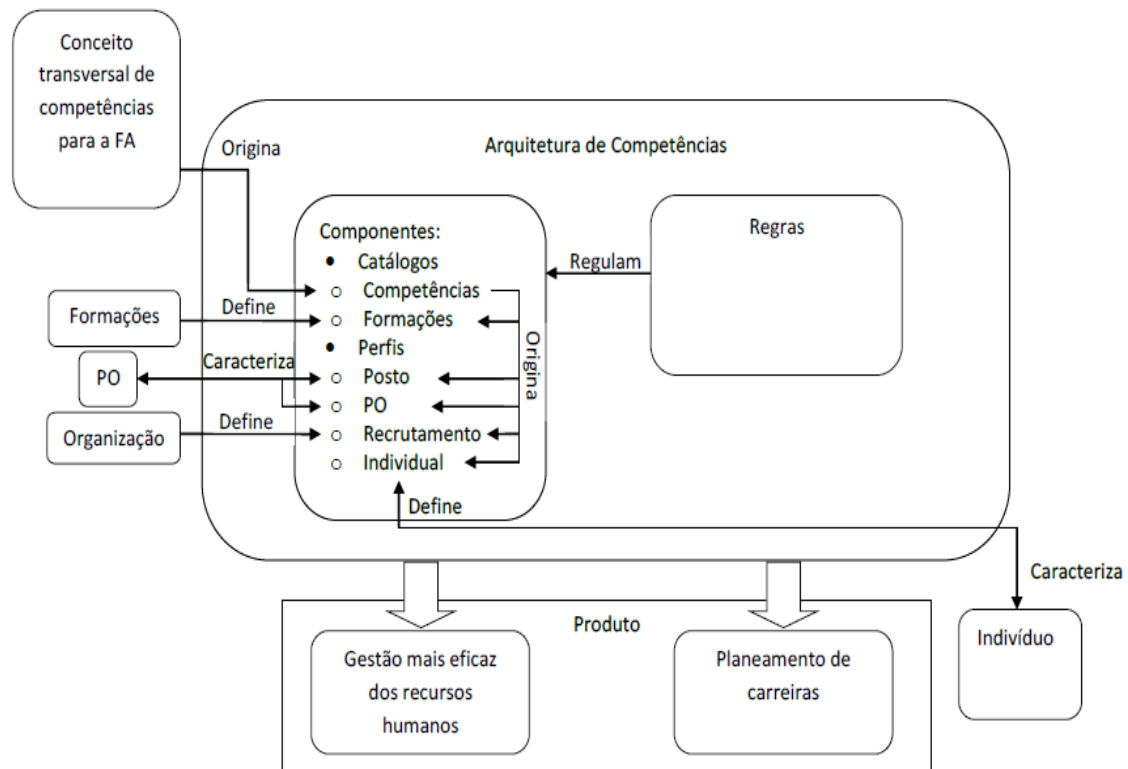 Conceito
transversal de
competências
para a FA
Origina
Arquitetura de Competências
Componentes:
• Catálogos
o Competências
o Formações
• Perfis
o Posto
o PO
o Recrutamento
o Individual
Origina
Regras
Regulam
Formações
Define
PO
Caracteriza
Organização
Define
Define
Caracteriza
Indivíduo
Produto
Gestão mais eficaz
dos recursos
humanos
Planeamento de
carreiras